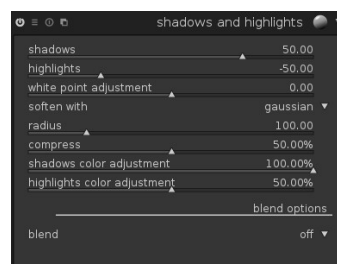 shadows and highlights
shadows 50.00
highlights -50.00
white point adjustment 0.00
soften with gaussian
radius 100.00
compress 50.00%
shadows color adjustment 100.00%
highlights color adjustment 50.00%
blend options
blend off